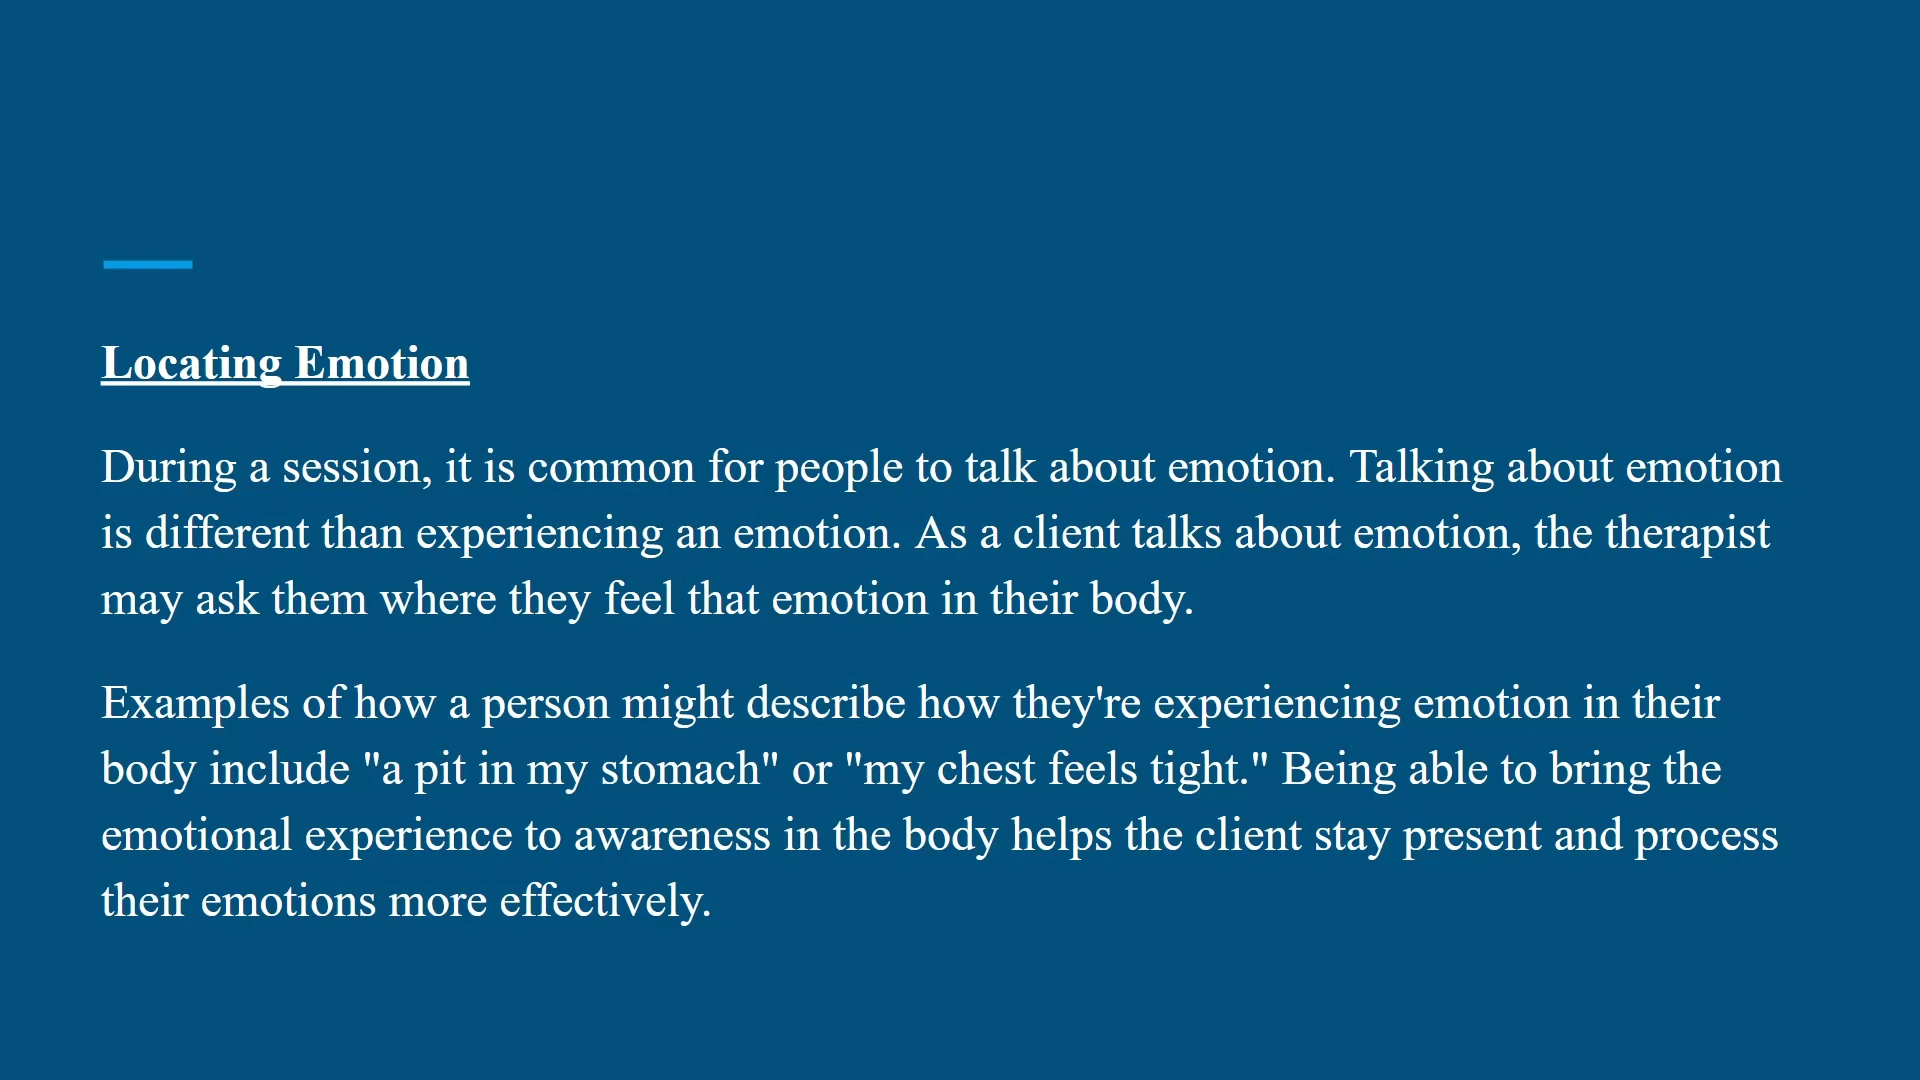 Locating Emotion
During a session, it is common for people to talk about emotion. Talking about emotion
is different than experiencing an emotion. As a client talks about emotion, the therapist
may ask them where they feel that emotion in their body.
Examples of how a person might describe how they're experiencing emotion in their
body include "a pit in my stomach" or "my chest feels tight." Being able to bring the
emotional experience to awareness in the body helps the client stay present and process
their emotions more effectively.